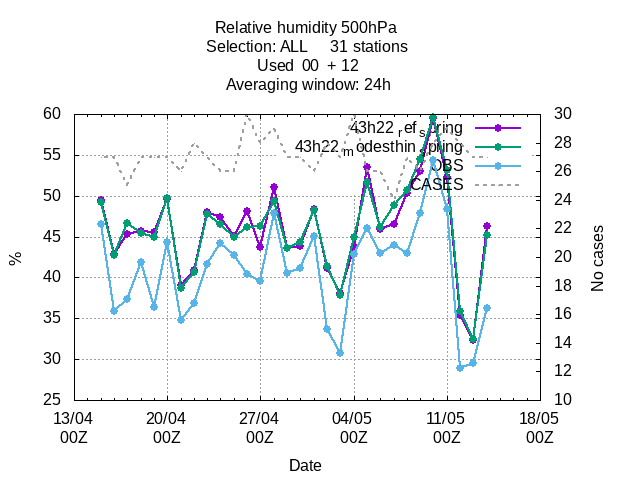 Relative humidity 500hPa
Selection: ALL 31 stations
Used 00 + 12
Averaging window: 24h
60 30
43h22_ref_spring
28
43h22_modesthin_spring
55 OBS 26
CASES
50 24
45 22
% 20 No cases
40 18
35 16
14
30 12
25 10
13/04 20/04 27/04 04/05 11/05 18/05
00Z 00Z 00Z 00Z 00Z 00Z
Date